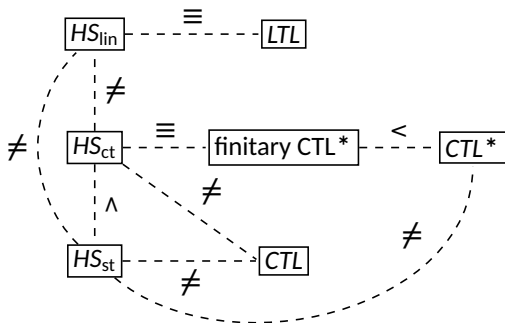 HS_lin ≡ LTL
≠
≠ HS_ct ≡ finitary CTL* < CTL*
≠
∧ ≠
HS_st ≠ CTL